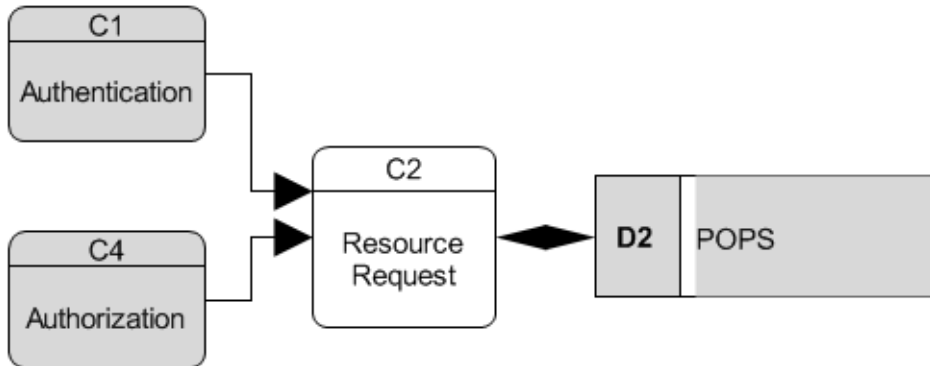 C1
Authentication
C4
Authorization
C2
Resource
Request
D2
POPS